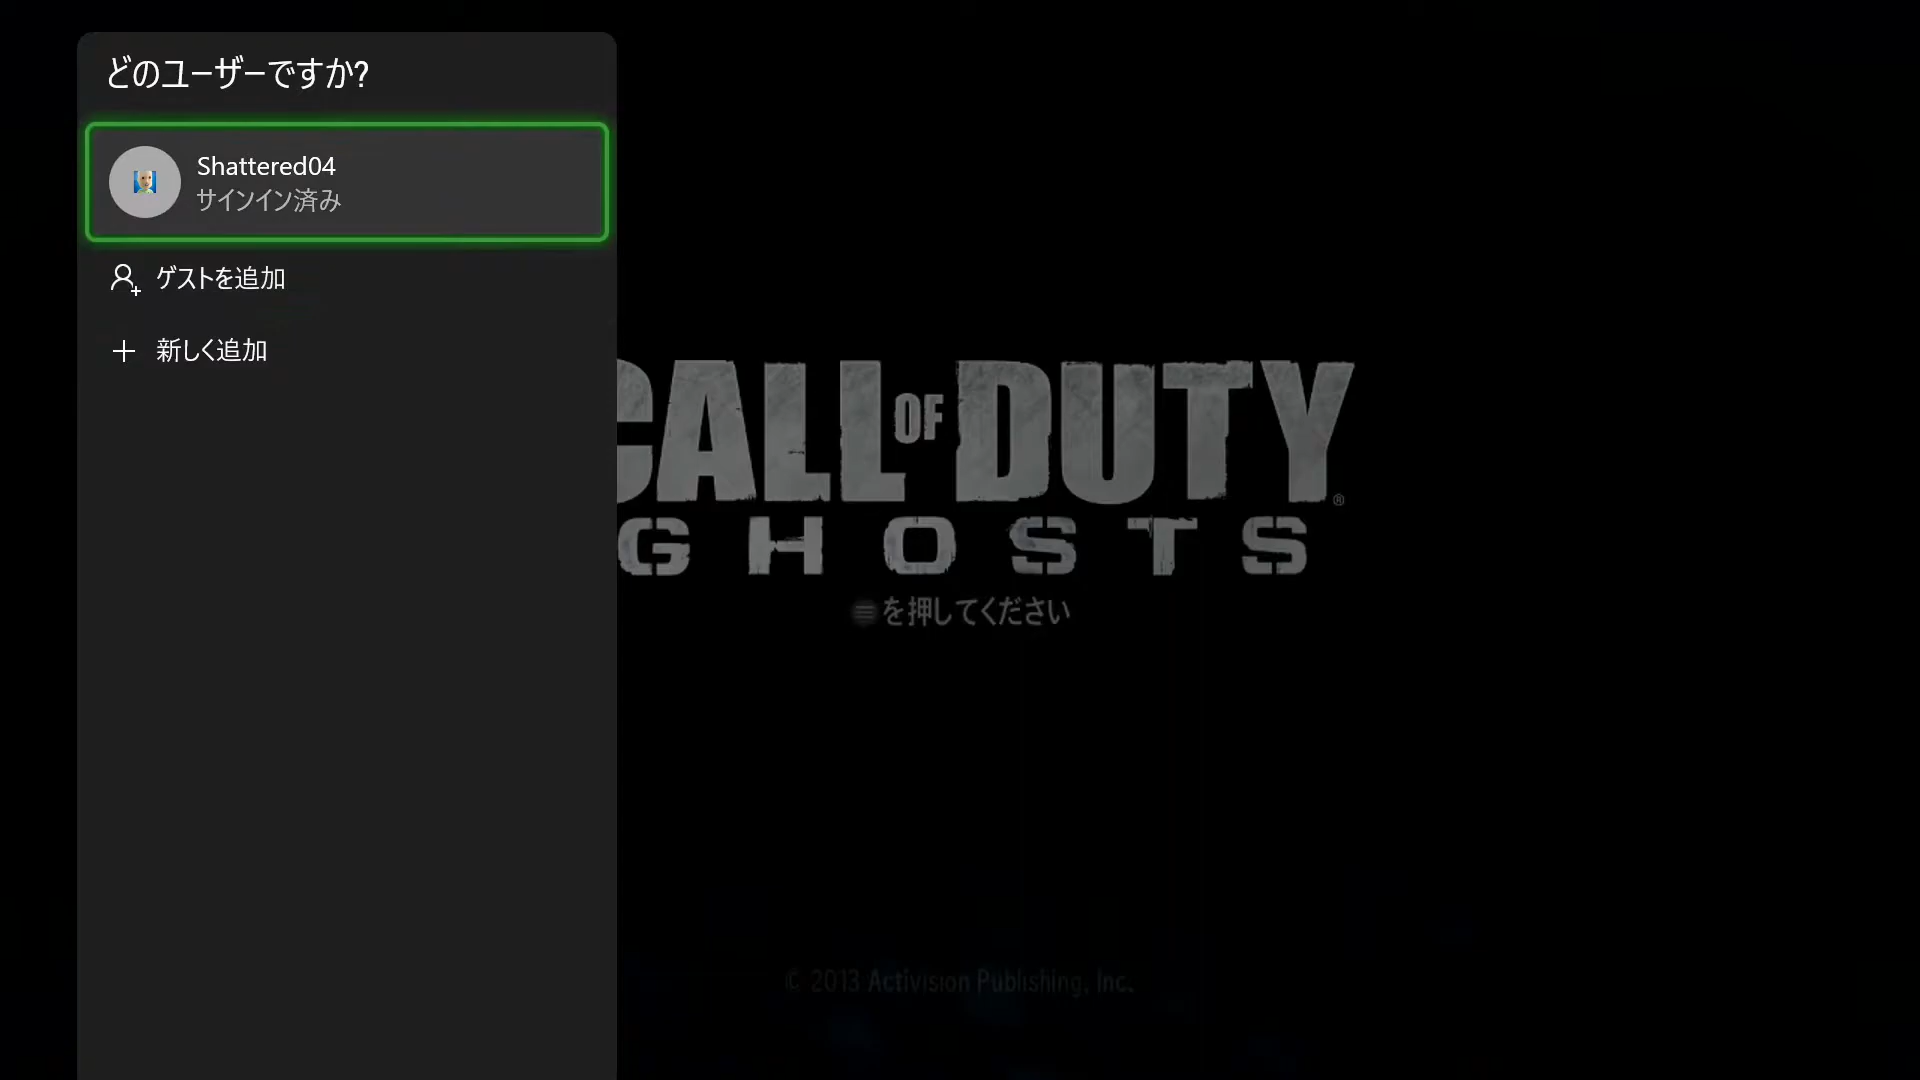 どのユーザーですか?
Shattered04
サインイン済み
ゲストを追加
新しく追加
CALL OF DUTY®
GHOSTS
を押してください
© 2013 Activision Publishing, Inc.